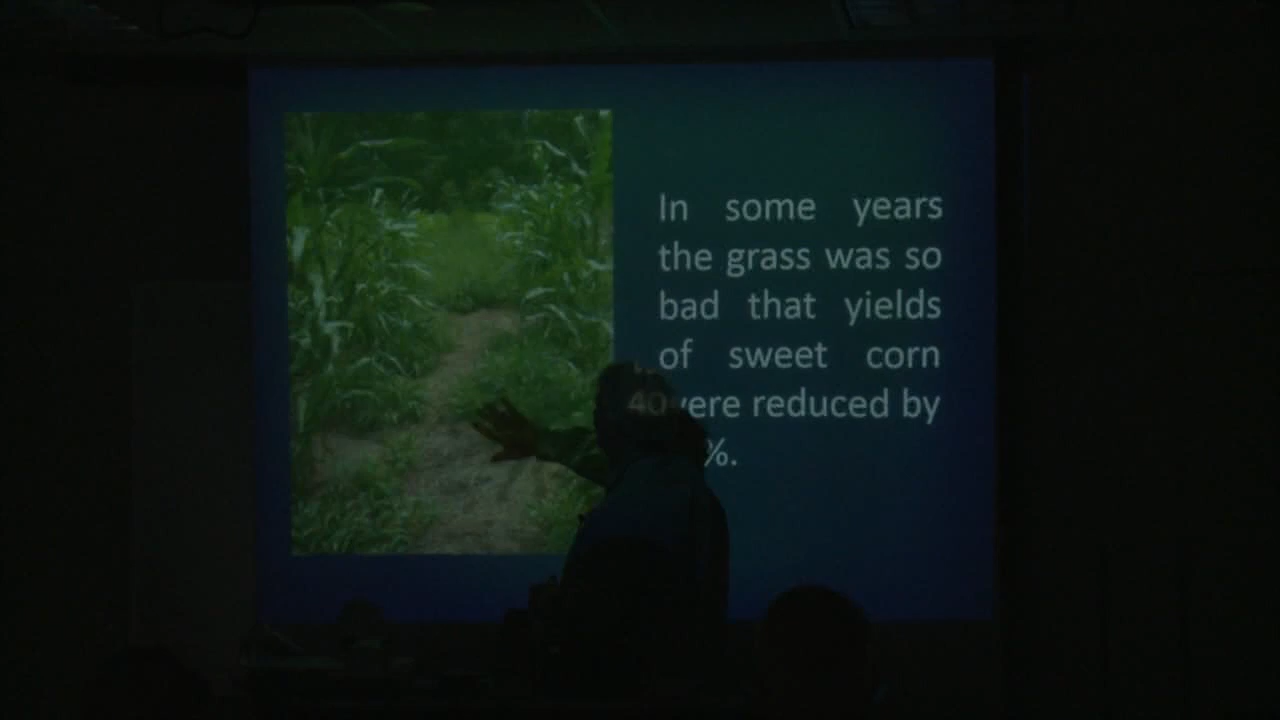 In some years
the grass was so
bad that yields
of sweet corn
were reduced by
40%.